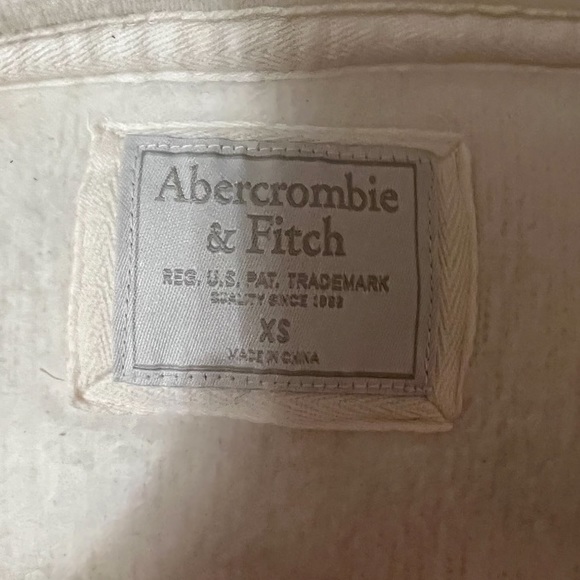 Abercrombie
& Fitch
REG. U.S. PAT. TRADEMARK
QUALITY SINCE 1892
XS
MADE IN CHINA